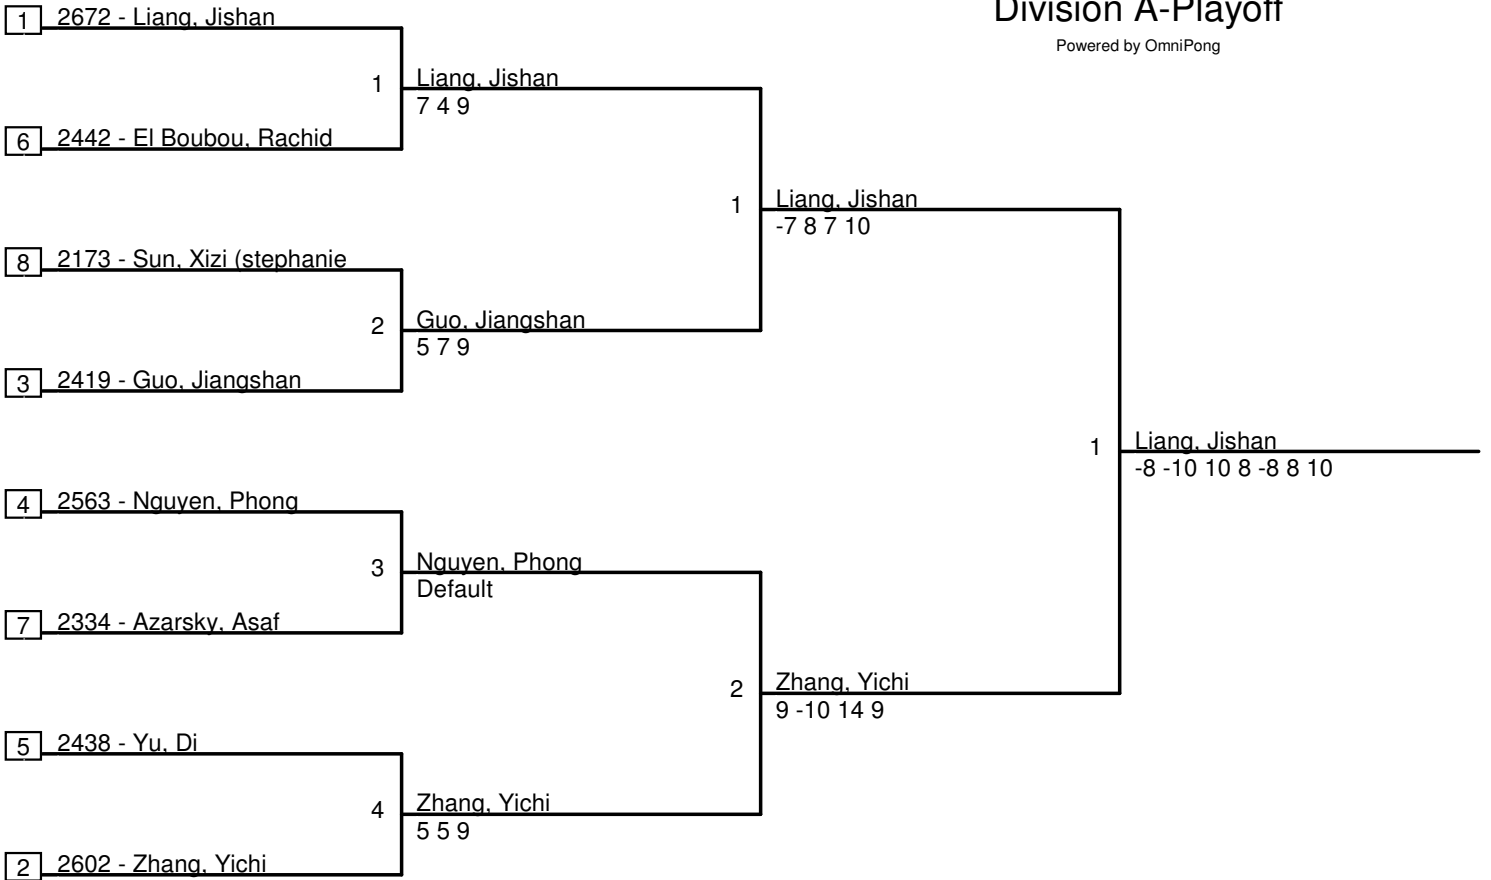 Division A-Playoff
Powered by OmniPong
1 2672 - Liang, Jishan
1 Liang, Jishan
7 4 9
6 2442 - El Boubou, Rachid
1 Liang, Jishan
-7 8 7 10
8 2173 - Sun, Xizi (stephanie
2 Guo, Jiangshan
5 7 9
3 2419 - Guo, Jiangshan
1 Liang, Jishan
-8 -10 10 8 -8 8 10
4 2563 - Nguyen, Phong
3 Nguyen, Phong
Default
7 2334 - Azarsky, Asaf
2 Zhang, Yichi
9 -10 14 9
5 2438 - Yu, Di
4 Zhang, Yichi
5 5 9
2 2602 - Zhang, Yichi